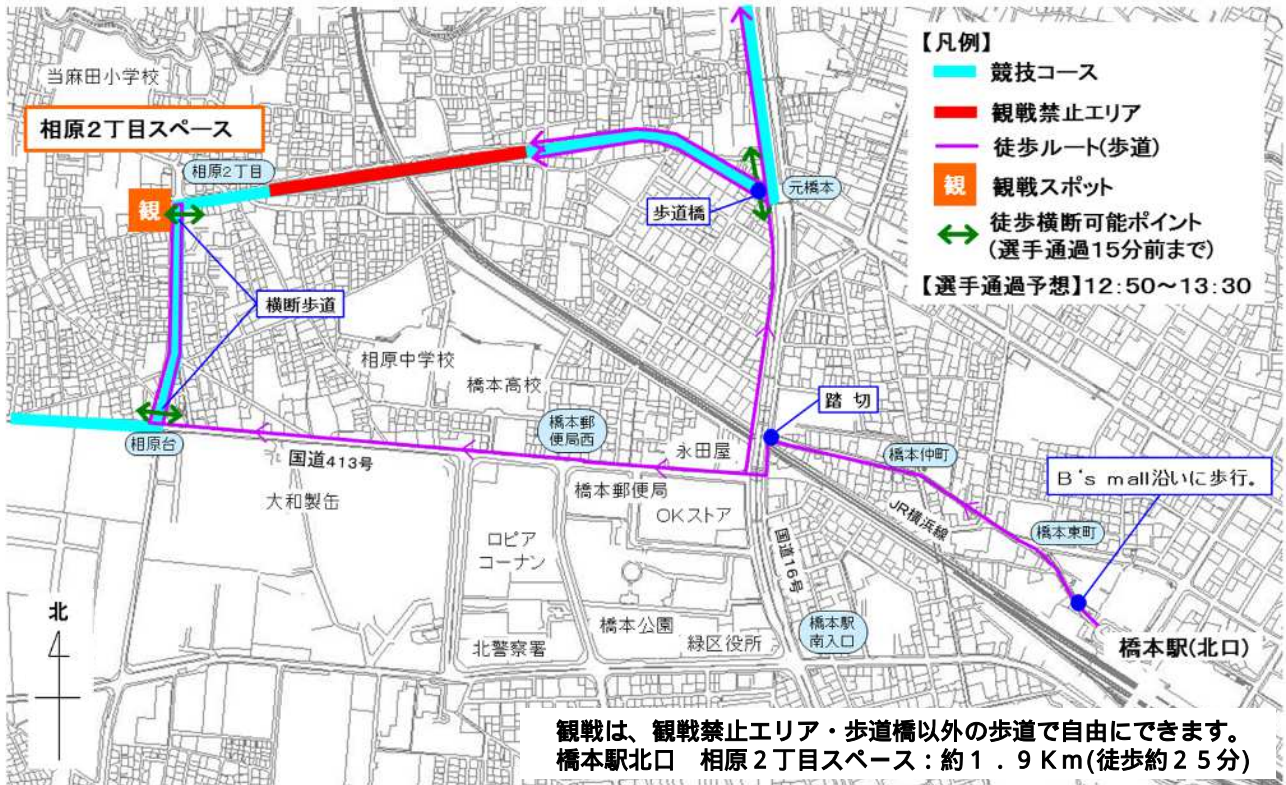 【凡例】
競技コース
観戦禁止エリア
徒歩ルート(歩道)
観 観戦スポット
徒歩横断可能ポイント
(選手通過15分前まで)
【選手通過予想】12:50～13:30
当麻田小学校
相原２丁目スペース
相原2丁目
観
元橋本
歩道橋
横断歩道
相原中学校
橋本高校
踏 切
橋本郵
便局西
永田屋
橋本仲町
相原台
国道413号
B's mall沿いに歩行。
大和製缶
橋本郵便局
OKストア
JR横浜線
橋本東町
ロピア
コーナン
国道16号
北
橋本公園
緑区役所
橋本駅
南入口
北警察署
橋本駅(北口)
観戦は、観戦禁止エリア・歩道橋以外の歩道で自由にできます。
橋本駅北口　相原２丁目スペース：約１．９Ｋｍ(徒歩約２５分)